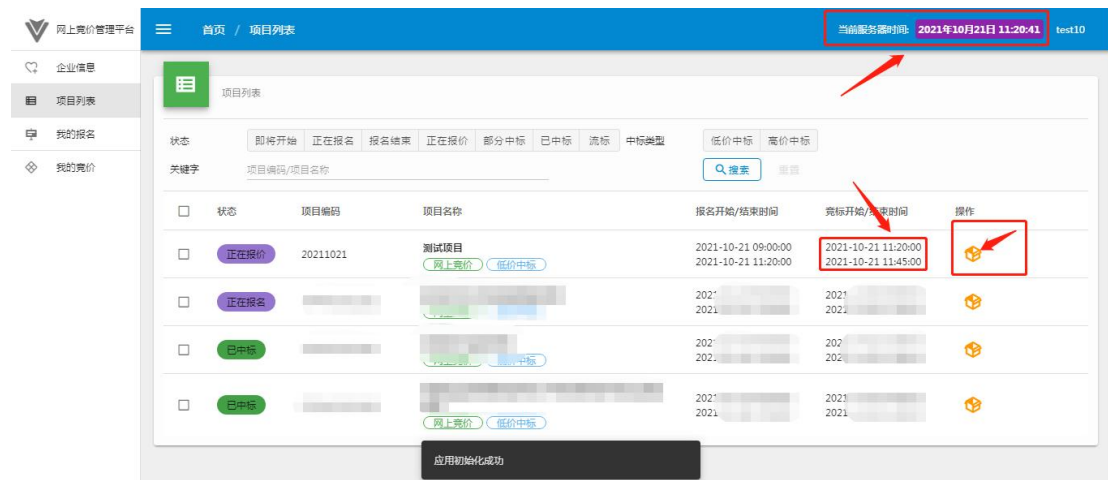 网上竞价管理平台
首页 / 项目列表
当前服务器时间: 2021年10月21日 11:20:41 test10
企业信息
项目列表
我的报名
我的竞价
项目列表
状态 即将开始 正在报名 报名结束 正在报价 部分中标 已中标 流标 中标类型 低价中标 高价中标
关键字 项目编码/项目名称 搜索 重置
状态 项目编码 项目名称 报名开始/结束时间 竞标开始/结束时间 操作
正在报价 20211021 测试项目 2021-10-21 09:00:00 2021-10-21 11:20:00
网上竞价 低价中标 2021-10-21 11:20:00 2021-10-21 11:45:00
正在报名
已中标
已中标
网上竞价 低价中标
应用初始化成功